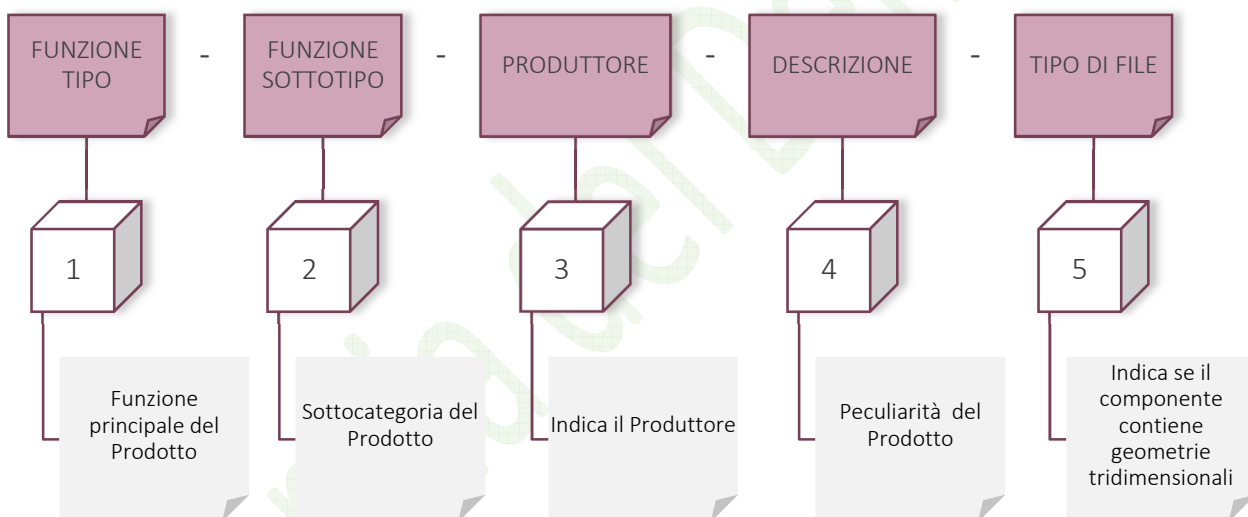 FUNZIONE
TIPO
-
FUNZIONE
SOTTOTIPO
-
PRODUTTORE
-
DESCRIZIONE
-
TIPO DI FILE
1
2
3
4
5
Funzione
principale del
Prodotto
Sottocategoria del
Prodotto
Indica il Produttore
Peculiarità del
Prodotto
Indica se il
componente
contiene
geometrie
tridimensionali